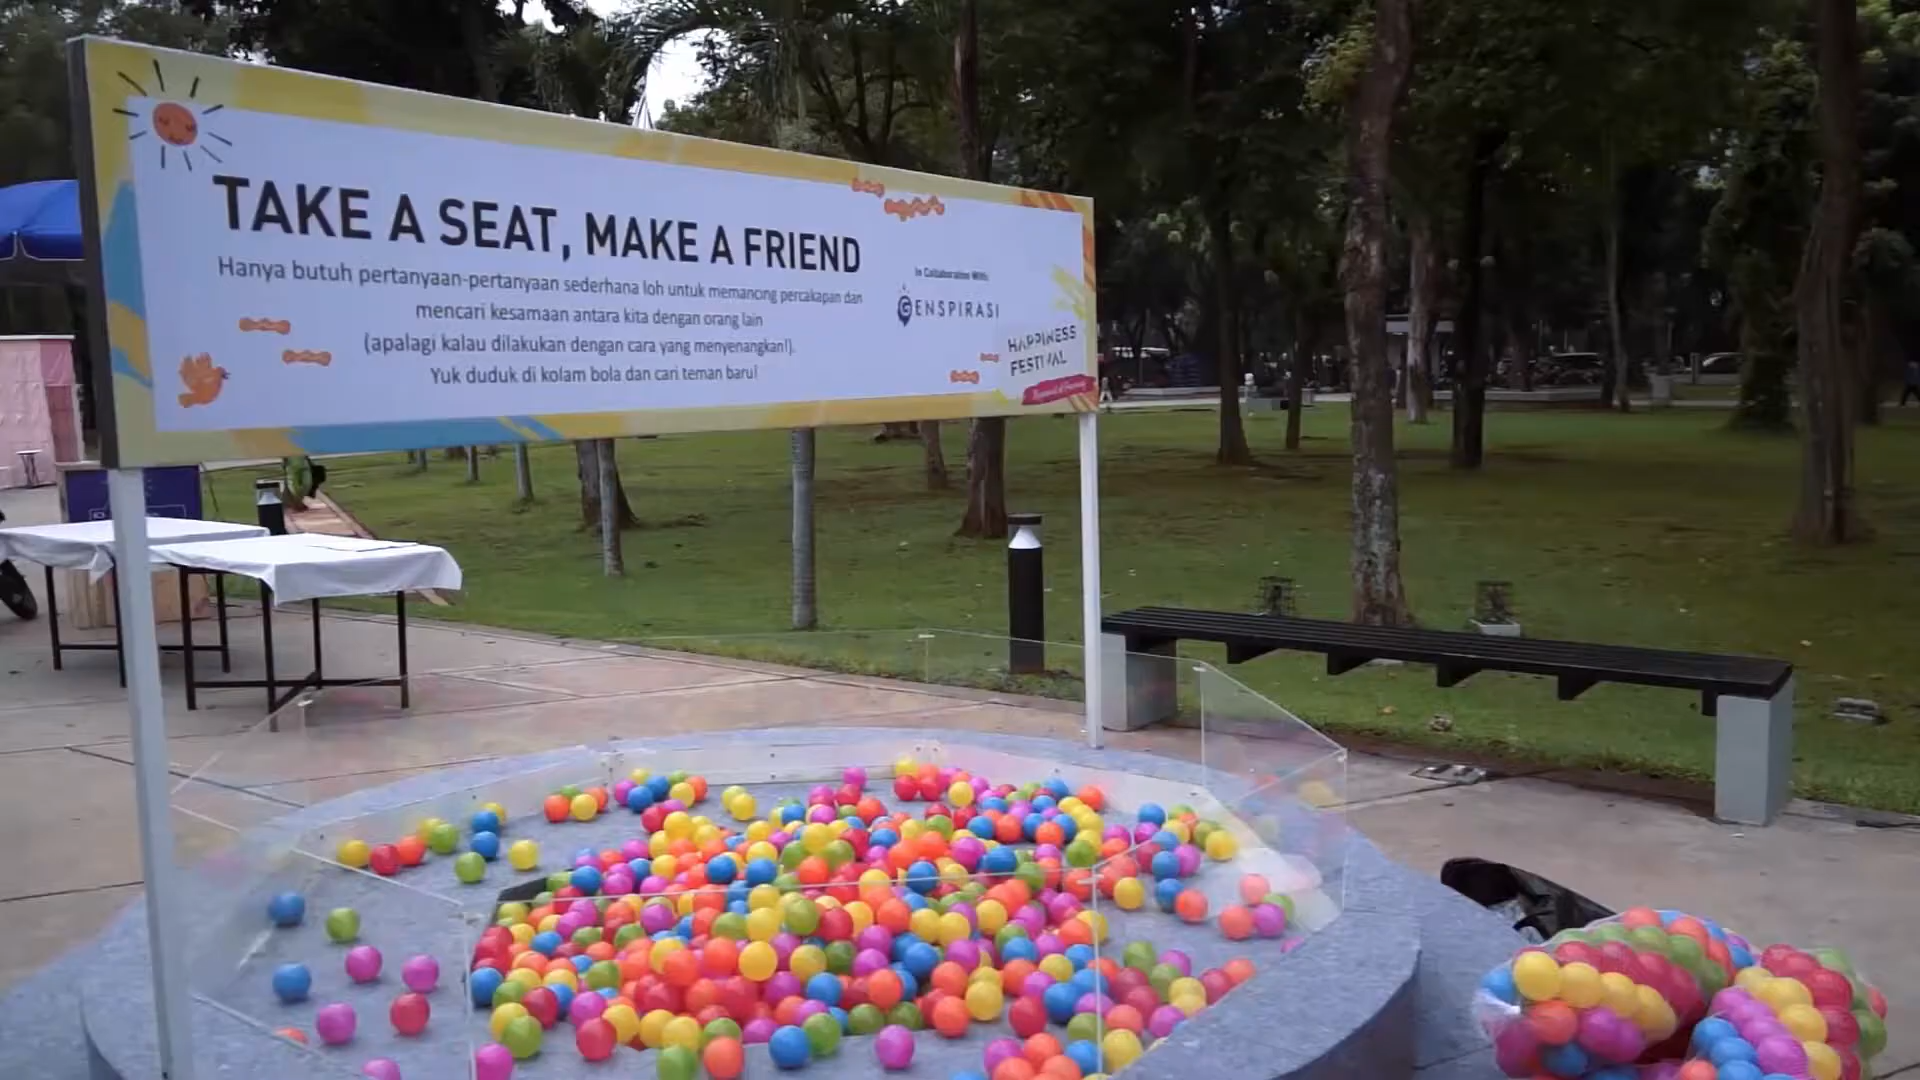 TAKE A SEAT, MAKE A FRIEND
Hanya butuh pertanyaan-pertanyaan sederhana loh untuk memancing percakapan dan
mencari kesamaan antara kita dengan orang lain
(apalagi kalau dilakukan dengan cara yang menyenangkan!).
Yuk duduk di kolam bola dan cari teman baru!
In Collaboration With:
GENSPIRASI
HAPPINESS
FESTIVAL